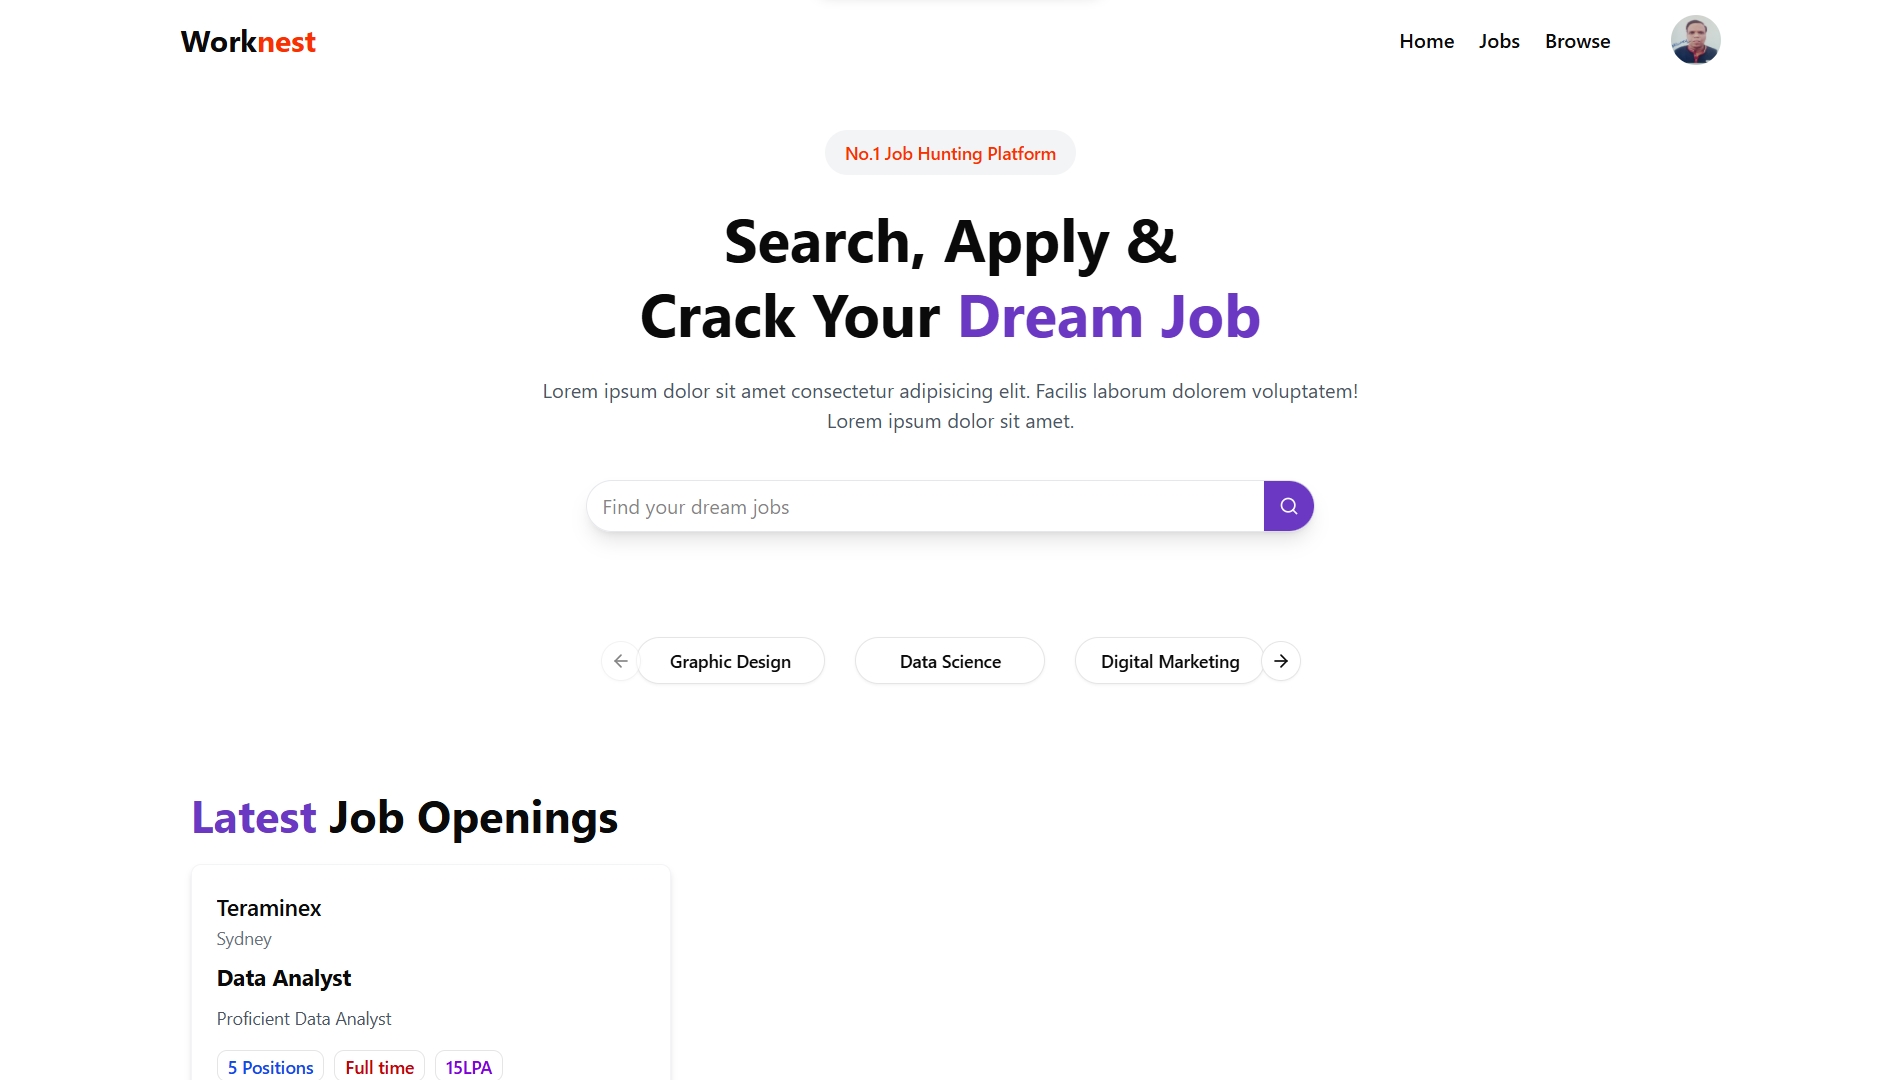 Worknest
Home Jobs Browse
No.1 Job Hunting Platform
Search, Apply &
Crack Your Dream Job
Lorem ipsum dolor sit amet consectetur adipisicing elit. Facilis laborum dolorem voluptatem!
Lorem ipsum dolor sit amet.
Find your dream jobs
Graphic Design Data Science Digital Marketing
Latest Job Openings
Teraminex
Sydney
Data Analyst
Proficient Data Analyst
5 Positions Full time 15LPA